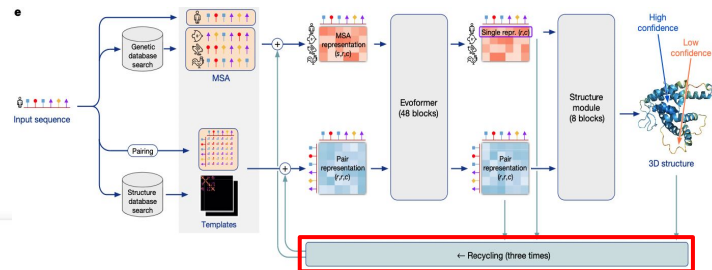 e
Input sequence
Genetic
database
search
MSA
Pairing
Structure
database
search
Templates
MSA
representation
(s,r,c)
Pair
representation
(r,r,c)
Evoformer
(48 blocks)
Single repr. (r,c)
Pair
representation
(r,r,c)
Structure
module
(8 blocks)
High
confidence
Low
confidence
3D structure
← Recycling (three times)